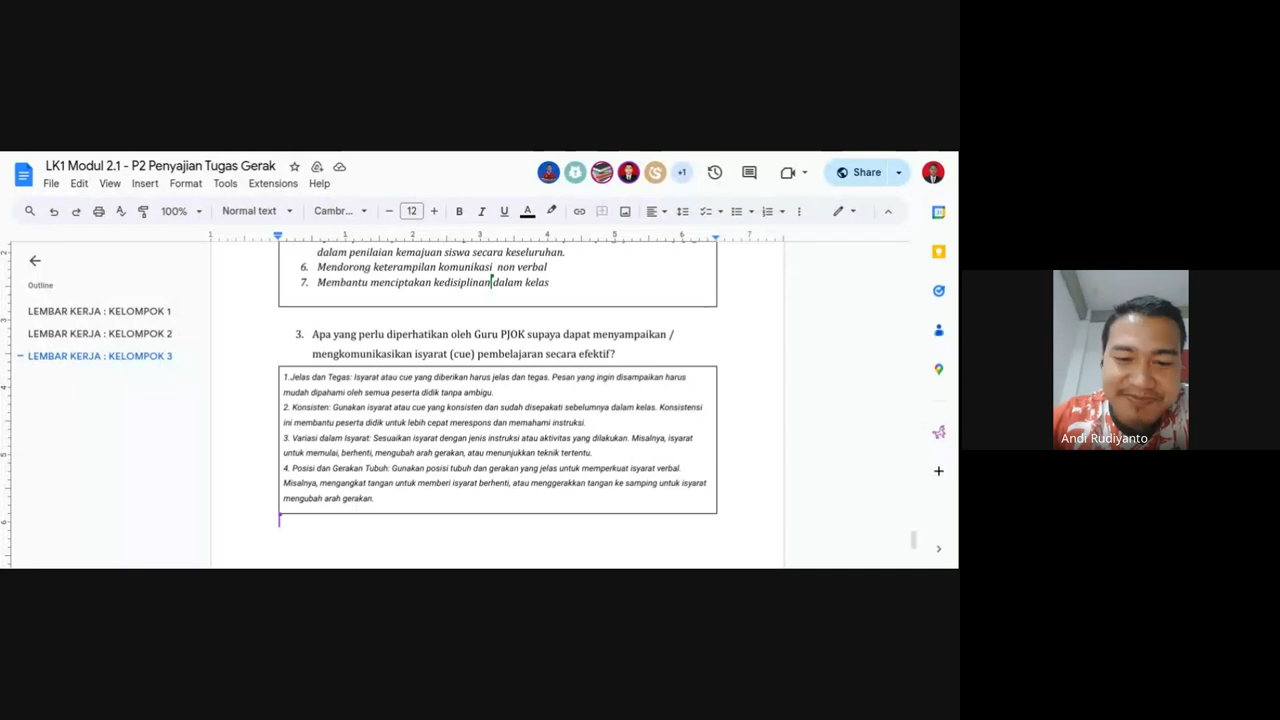 LK1 Modul 2.1 - P2 Penyajian Tugas Gerak
File Edit View Insert Format Tools Extensions Help
+1
Share
100% Normal text Cambr... 12 B I U A
1 1 2 3 4 5 6 7
Outline
LEMBAR KERJA : KELOMPOK 1
LEMBAR KERJA : KELOMPOK 2
LEMBAR KERJA : KELOMPOK 3
dalam penilaian kemajuan siswa secara keseluruhan.
6. Mendorong keterampilan komunikasi non verbal
7. Membantu menciptakan kedisiplinan dalam kelas
3. Apa yang perlu diperhatikan oleh Guru PJOK supaya dapat menyampaikan /
mengkomunikasikan isyarat (cue) pembelajaran secara efektif?
1.Jelas dan Tegas: Isyarat atau cue yang diberikan harus jelas dan tegas. Pesan yang ingin disampaikan harus
mudah dipahami oleh semua peserta didik tanpa ambigu.
2. Konsisten: Gunakan isyarat atau cue yang konsisten dan sudah disepakati sebelumnya dalam kelas. Konsistensi
ini membantu peserta didik untuk lebih cepat merespons dan memahami instruksi.
3. Variasi dalam Isyarat: Sesuaikan isyarat dengan jenis instruksi atau aktivitas yang dilakukan. Misalnya, isyarat
untuk memulai, berhenti, mengubah arah gerakan, atau menunjukkan teknik tertentu.
4. Posisi dan Gerakan Tubuh: Gunakan posisi tubuh dan gerakan yang jelas untuk memperkuat isyarat verbal.
Misalnya, mengangkat tangan untuk memberi isyarat berhenti, atau menggerakkan tangan ke samping untuk isyarat
mengubah arah gerakan.
Andi Rudiyanto